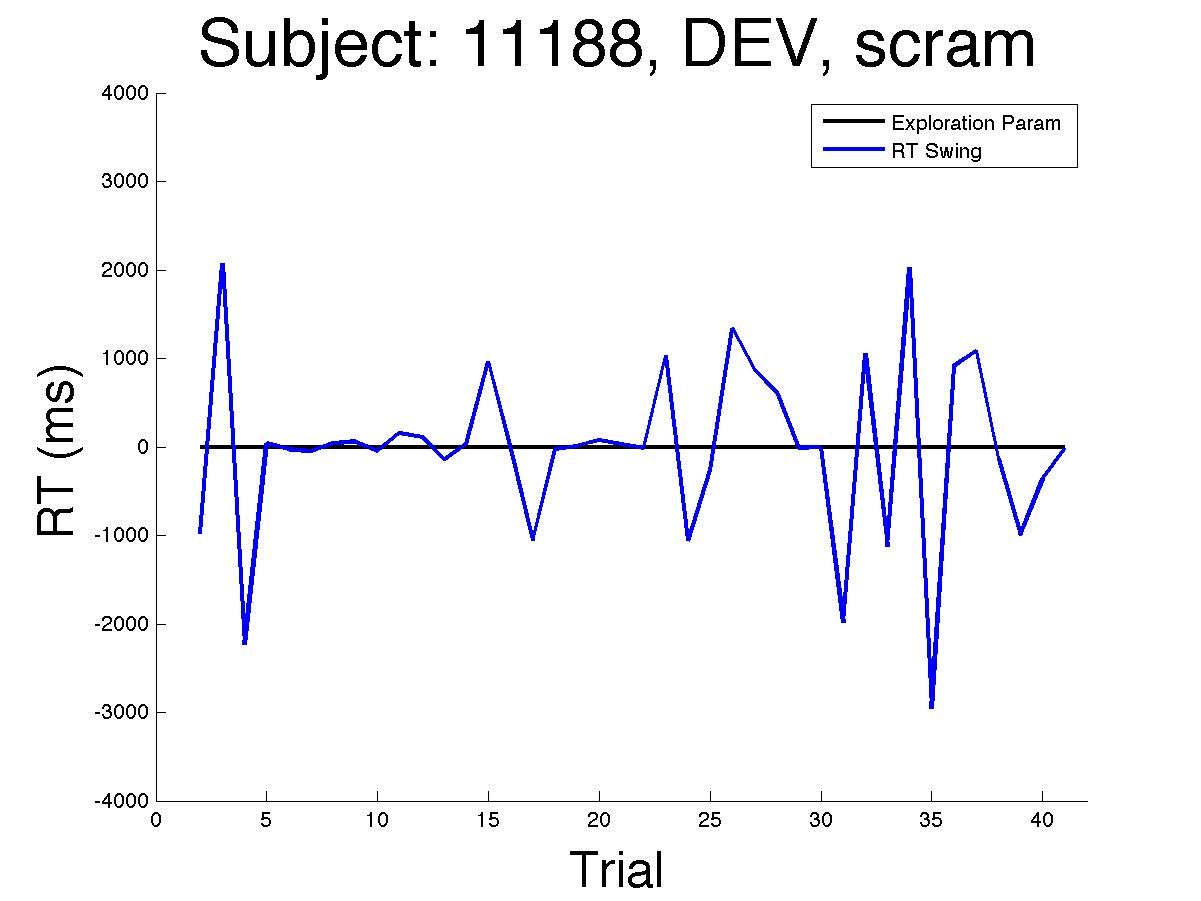 Subject: 11188, DEV, scram
Exploration Param
RT Swing
RT (ms)
4000
3000
2000
1000
0
-1000
-2000
-3000
-4000
0 5 10 15 20 25 30 35 40
Trial